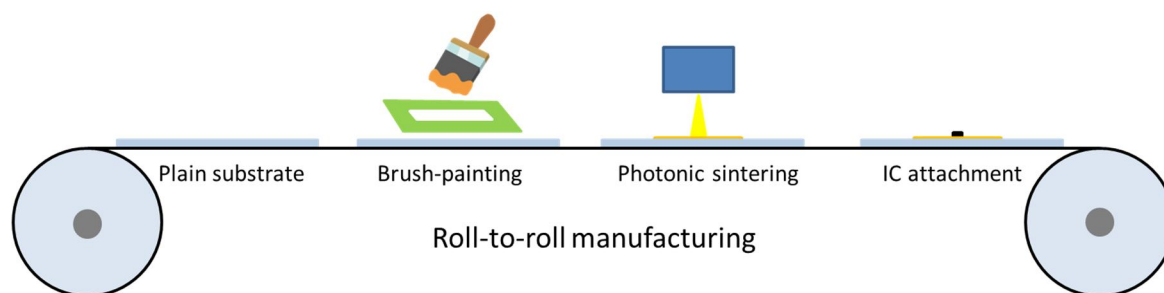 Plain substrate
Brush-painting
Photonic sintering
IC attachment
Roll-to-roll manufacturing